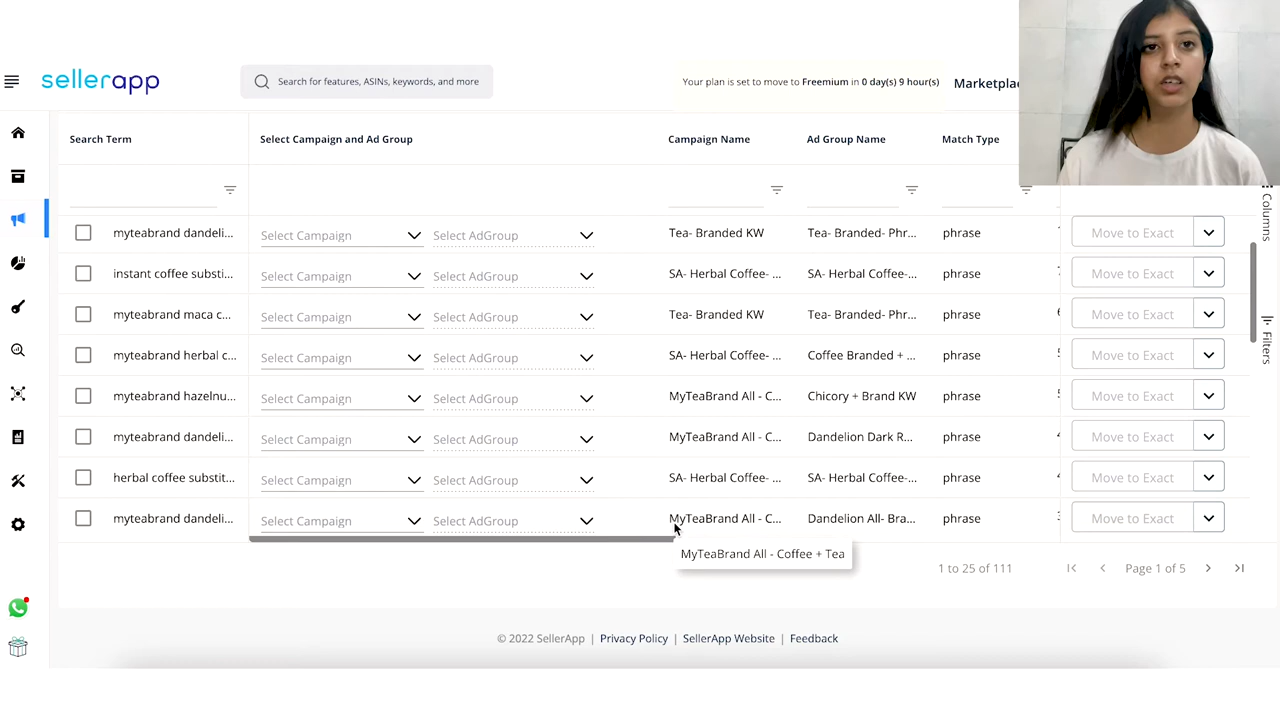 sellerapp
Search for features, ASINs, keywords, and more
Your plan is set to move to Freemium in 0 day(s) 9 hour(s)
Marketplac
Search Term
Select Campaign and Ad Group
Campaign Name
Ad Group Name
Match Type
Columns
Filters
myteabrand dandeli... Select Campaign Select AdGroup Tea- Branded KW Tea- Branded- Phr... phrase Move to Exact
instant coffee substi... Select Campaign Select AdGroup SA- Herbal Coffee- ... SA- Herbal Coffee-... phrase Move to Exact
myteabrand maca c... Select Campaign Select AdGroup Tea- Branded KW Tea- Branded- Phr... phrase Move to Exact
myteabrand herbal c... Select Campaign Select AdGroup SA- Herbal Coffee- ... Coffee Branded + ... phrase Move to Exact
myteabrand hazelnu... Select Campaign Select AdGroup MyTeaBrand All - C... Chicory + Brand KW phrase Move to Exact
myteabrand dandeli... Select Campaign Select AdGroup MyTeaBrand All - C... Dandelion Dark R... phrase Move to Exact
herbal coffee substit... Select Campaign Select AdGroup SA- Herbal Coffee- ... SA- Herbal Coffee-... phrase Move to Exact
myteabrand dandeli... Select Campaign Select AdGroup MyTeaBrand All - C... Dandelion All- Bra... phrase Move to Exact
MyTeaBrand All - Coffee + Tea
1 to 25 of 111
Page 1 of 5
© 2022 SellerApp | Privacy Policy | SellerApp Website | Feedback